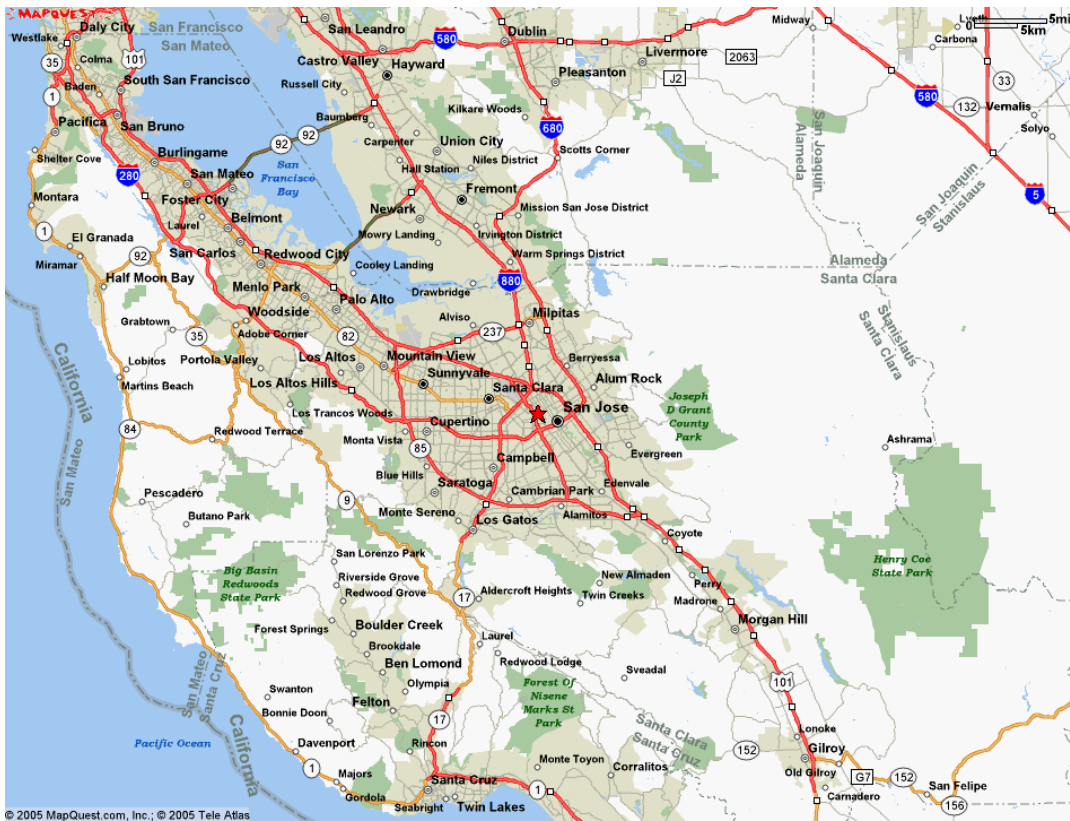 MAPQUEST
San Francisco
San Mateo
Daly City
Westlake
35
Colma
101
Baden
South San Francisco
1
Pacifica
San Bruno
Shelter Cove
Burlingame
280
San Mateo
Foster City
Montara
Laurel
Belmont
1
El Granada
San Carlos
Redwood City
92
Miramar
Half Moon Bay
Menlo Park
Palo Alto
Woodside
Grabtown
35
Adobe Corner
82
Lobitos
Portola Valley
Los Altos
Mountain View
Martins Beach
Los Altos Hills
Sunnyvale
Santa Clara
San Leandro
580
Dublin
Castro Valley
Hayward
Russell City
Pleasanton
Livermore
J2
2063
Midway
Lyoth
5mi
0
5km
Carbona
33
580
132
Vernalis
Solyo
5
Kilkare Woods
Baumberg
92
92
San
Francisco
Bay
Carpenter
Union City
680
Scotts Corner
Hall Station
Niles District
Fremont
Newark
Mission San Jose District
Mowry Landing
Irvington District
Cooley Landing
Warm Springs District
Drawbridge
880
Alviso
237
Milpitas
Alameda
San Joaquin
San Joaquin
Stanislaus
Alameda
Santa Clara
Stanislaus
Santa Clara
Berryessa
Alum Rock
San Jose
Joseph
D Grant
County
Park
California
84
San Mateo
Redwood Terrace
Los Trancos Woods
Monta Vista
Cupertino
85
Blue Hills
Campbell
Evergreen
Saratoga
Edenvale
Cambrian Park
Monte Sereno
Los Gatos
Alamitos
Coyote
Ashrama
Pescadero
Butano Park
9
San Lorenzo Park
Big Basin
Redwoods
State Park
Riverside Grove
Redwood Grove
17
Aldercroft Heights
New Almaden
Twin Creeks
Perry
Madrone
Morgan Hill
Henry Coe
State Park
Forest Springs
Boulder Creek
Laurel
Brookdale
Redwood Lodge
Ben Lomond
Sveadal
San Mateo
Santa Cruz
Swanton
Olympia
Forest Of
Nisene
Marks St
Park
101
California
Bonnie Doon
Felton
17
Santa Clara
Santa Cruz
Lonoke
Pacific Ocean
Davenport
Rincon
152
Gilroy
1
Majors
Monte Toyon
Corralitos
Old Gilroy
G7
152
San Felipe
Gordola
Santa Cruz
Seabright
Twin Lakes
1
Camadero
156
© 2005 MapQuest.com, Inc.; © 2005 Tele Atlas